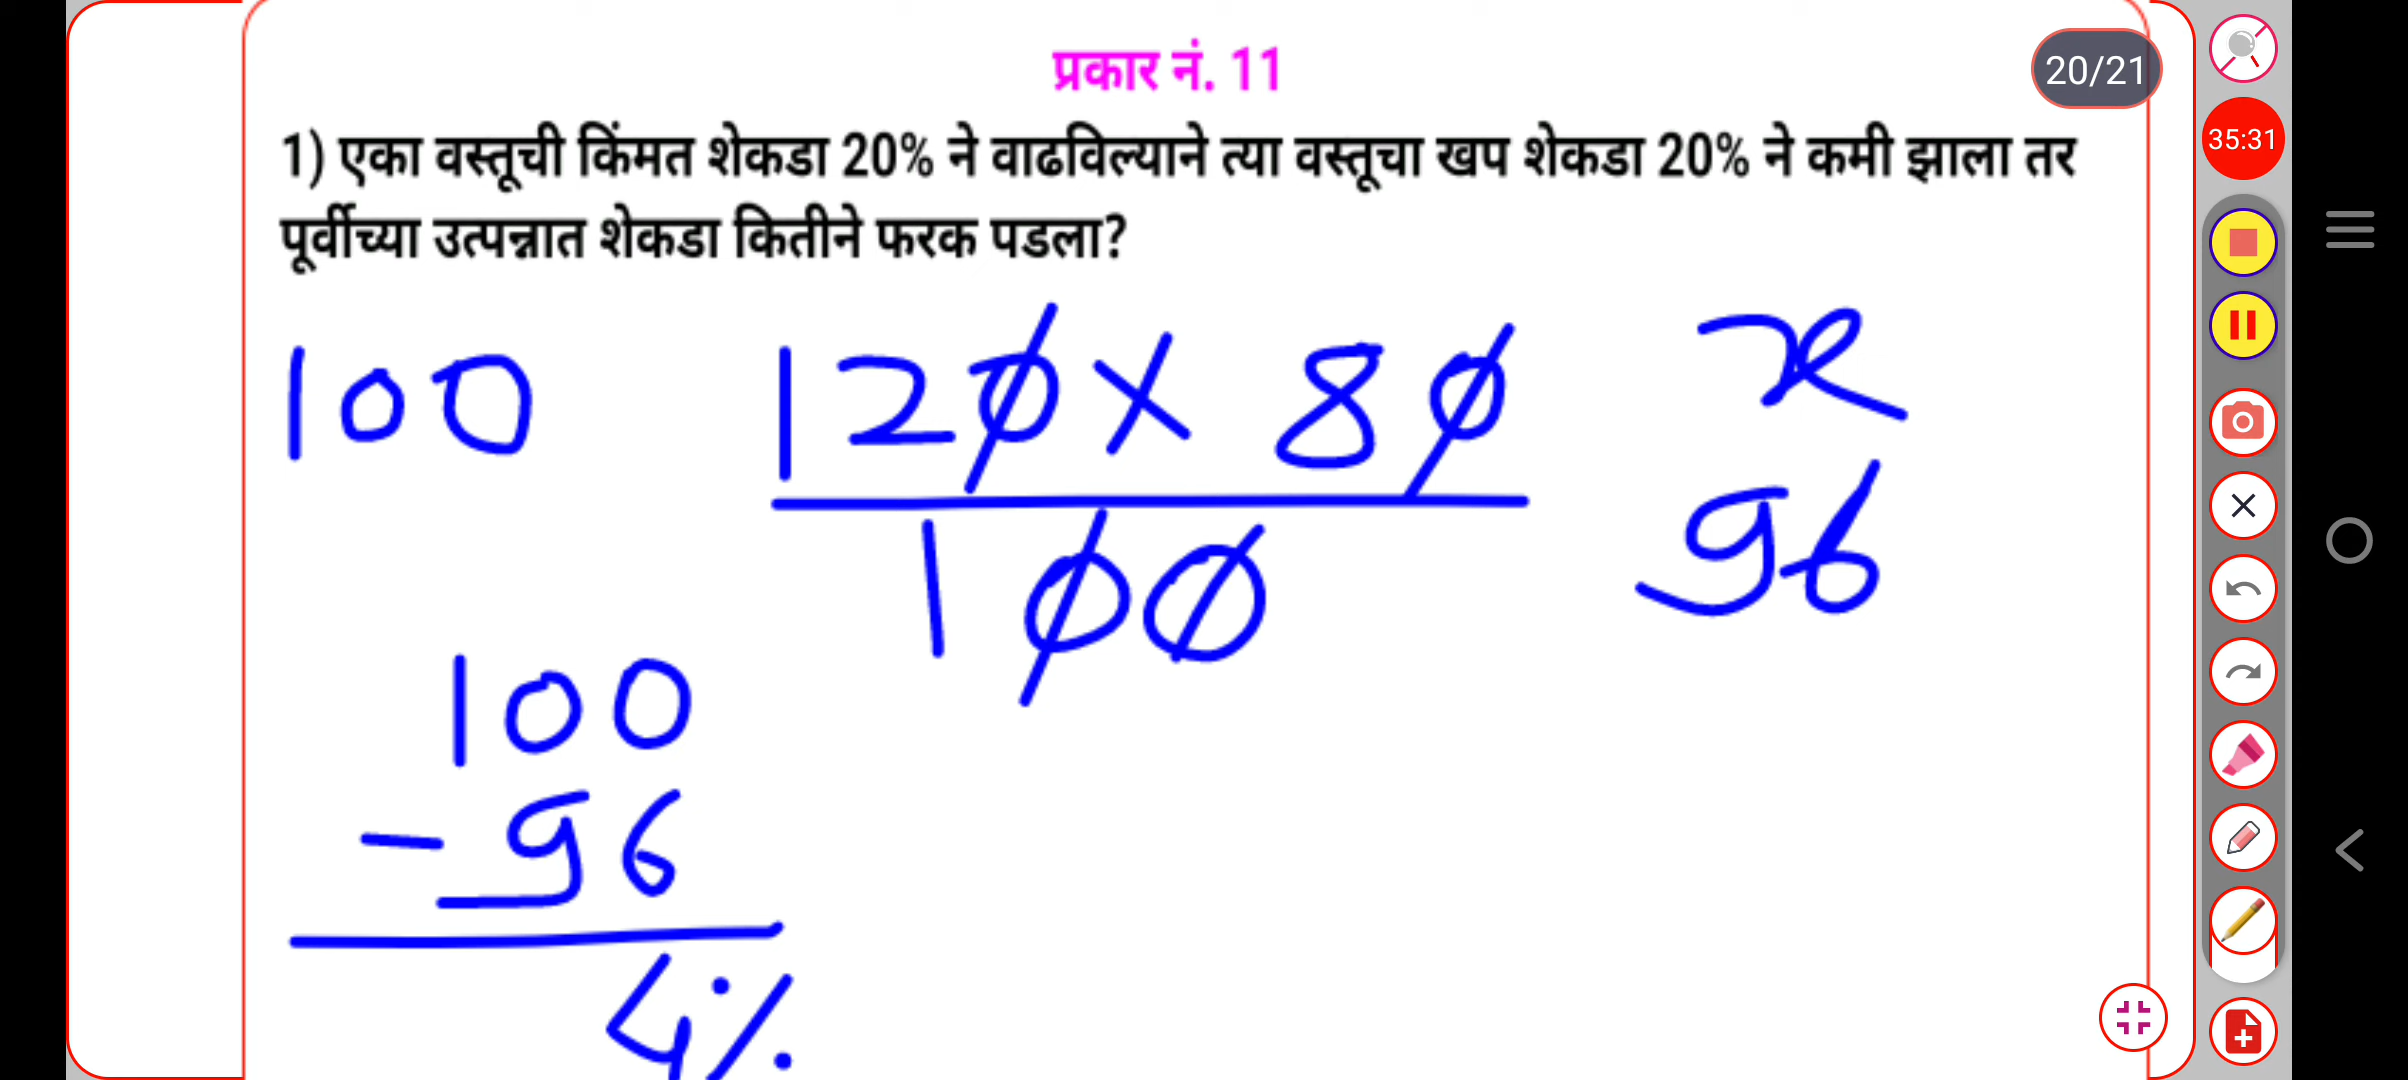 प्रकार नं. 11
20/21
35:31
1) एका वस्तूची किंमत शेकडा 20% ने वाढविल्याने त्या वस्तूचा खप शेकडा 20% ने कमी झाला तर
पूर्वीच्या उत्पन्नात शेकडा कितीने फरक पडला?
100 120 × 80
100
96
100
- 96
4%